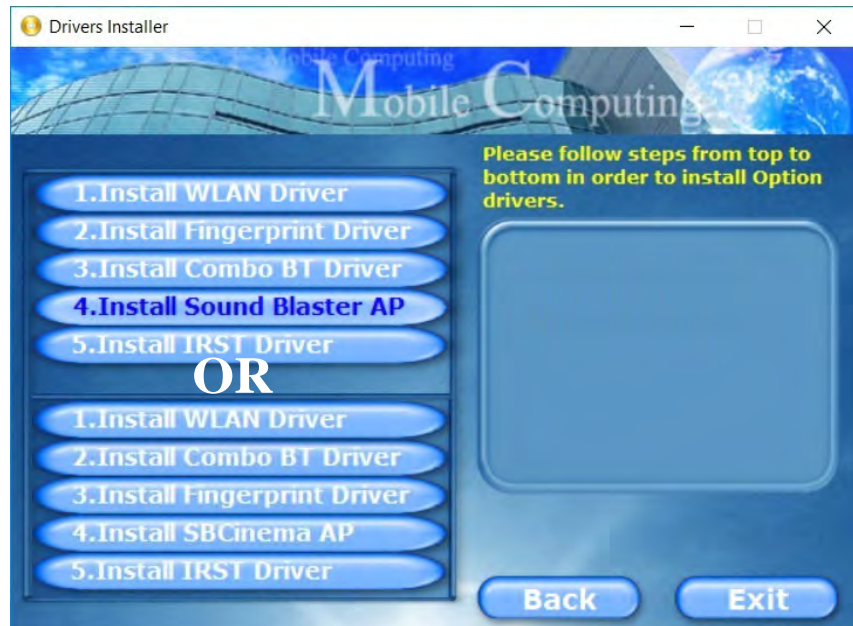 Drivers Installer
Mobile Computing
Mobile Computing
Please follow steps from top to
bottom in order to install Option
drivers.
1.Install WLAN Driver
2.Install Fingerprint Driver
3.Install Combo BT Driver
4.Install Sound Blaster AP
5.Install IRST Driver
OR
1.Install WLAN Driver
2.Install Combo BT Driver
3.Install Fingerprint Driver
4.Install SBCinema AP
5.Install IRST Driver
Back
Exit